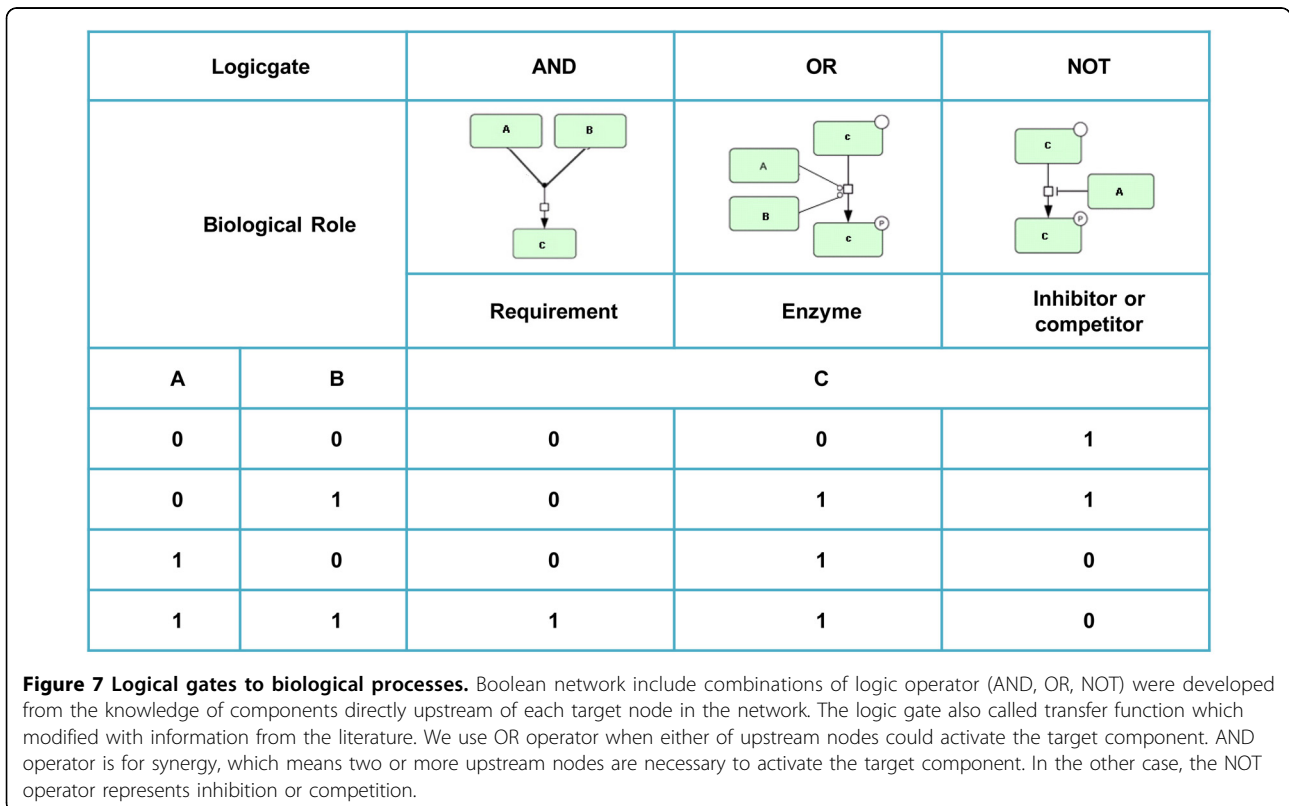 Logicgate AND OR NOT
A B
C
C
A
B
C
P
C
A
C
P
C
Biological Role
Requirement Enzyme Inhibitor or
competitor
A B C
0 0 0 0 1
0 1 0 1 1
1 0 0 1 0
1 1 1 1 0
Figure 7 Logical gates to biological processes. Boolean network include combinations of logic operator (AND, OR, NOT) were developed
from the knowledge of components directly upstream of each target node in the network. The logic gate also called transfer function which
modified with information from the literature. We use OR operator when either of upstream nodes could activate the target component. AND
operator is for synergy, which means two or more upstream nodes are necessary to activate the target component. In the other case, the NOT
operator represents inhibition or competition.